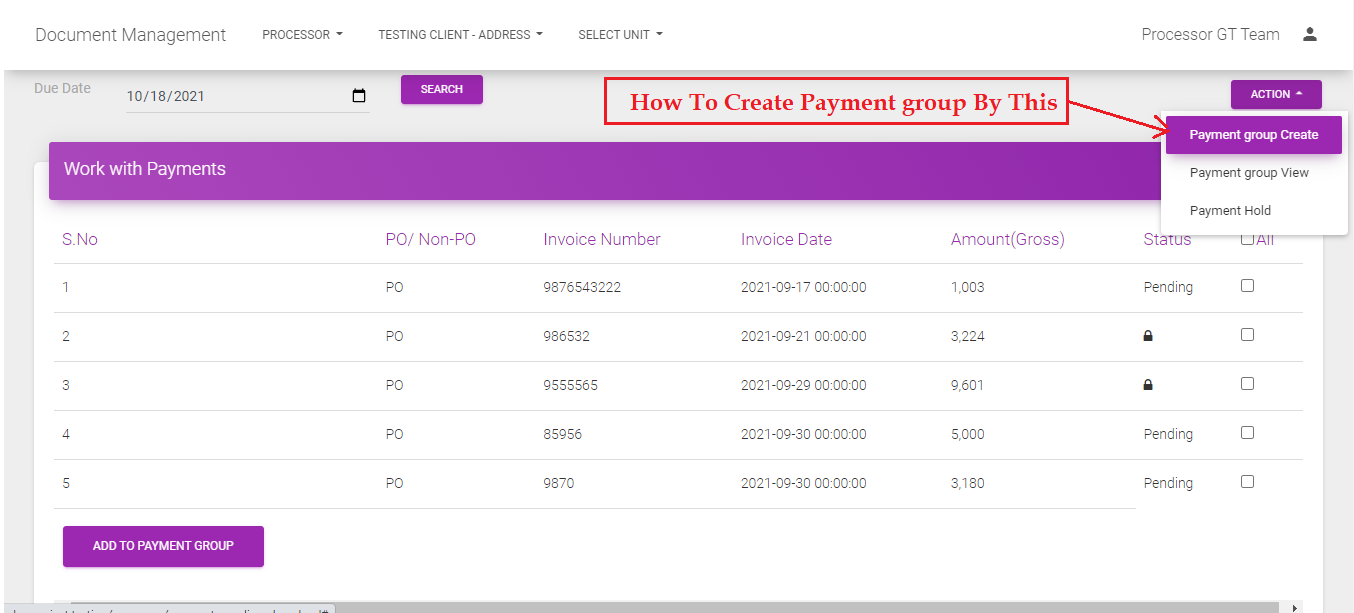 Document Management PROCESSOR TESTING CLIENT - ADDRESS SELECT UNIT Processor GT Team
Due Date 10/18/2021 SEARCH How To Create Payment group By This ACTION
Payment group Create
Work with Payments Payment group View
Payment Hold
S.No PO/ Non-PO Invoice Number Invoice Date Amount(Gross) Status All
1 PO 9876543222 2021-09-17 00:00:00 1,003 Pending
2 PO 986532 2021-09-21 00:00:00 3,224
3 PO 9555565 2021-09-29 00:00:00 9,601
4 PO 85956 2021-09-30 00:00:00 5,000 Pending
5 PO 9870 2021-09-30 00:00:00 3,180 Pending
ADD TO PAYMENT GROUP